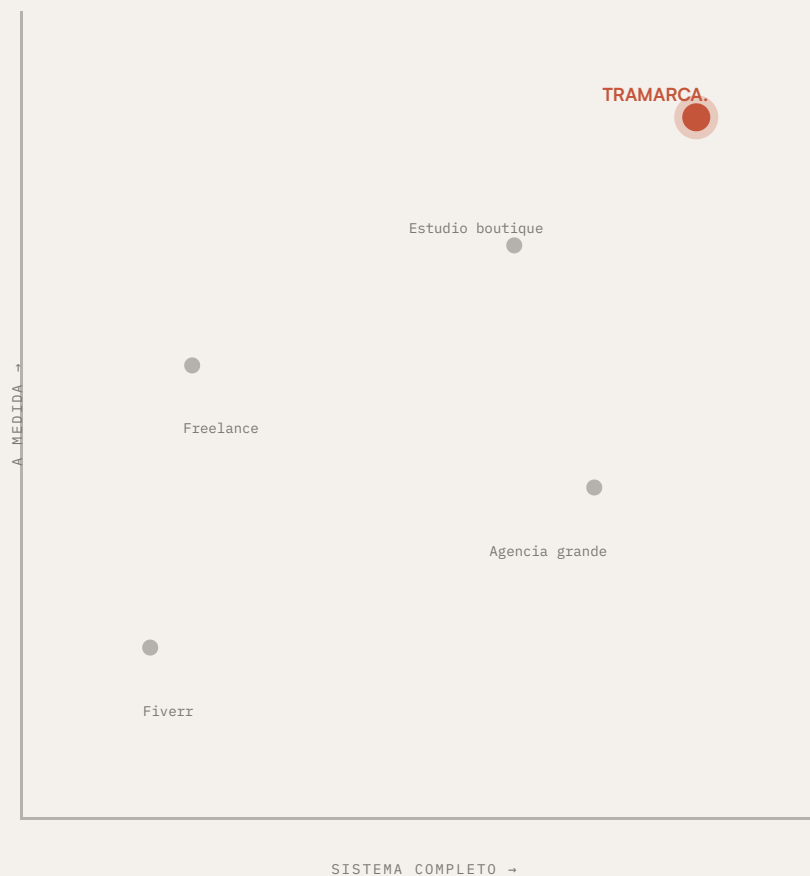 TRAMARCA.
Estudio boutique
A MEDIDA →
Freelance
Agencia grande
Fiverr
SISTEMA COMPLETO →